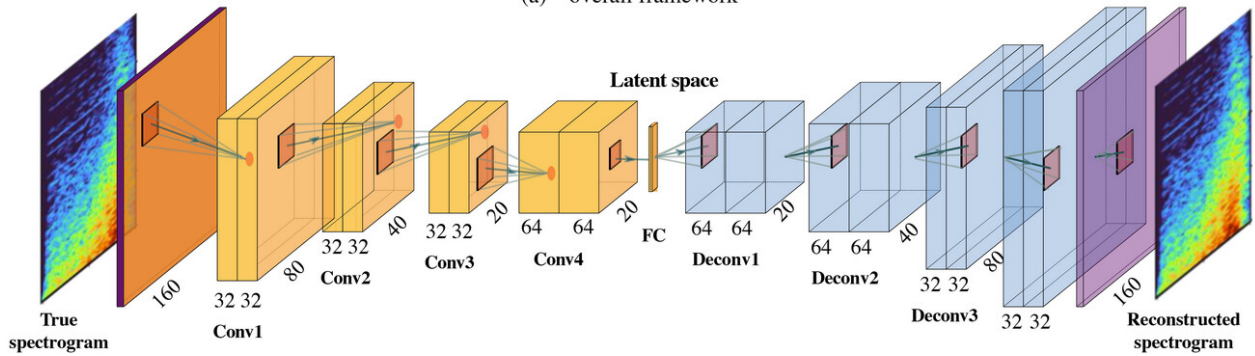 (a) overall framework
Latent space
160
32 32
80
Conv1
32 32
40
Conv2
32 32
20
Conv3
64 64
20
Conv4
FC
64 64
20
Deconv1
64 64
40
Deconv2
32 32
80
Deconv3
32 32
160
True
spectrogram
Reconstructed
spectrogram